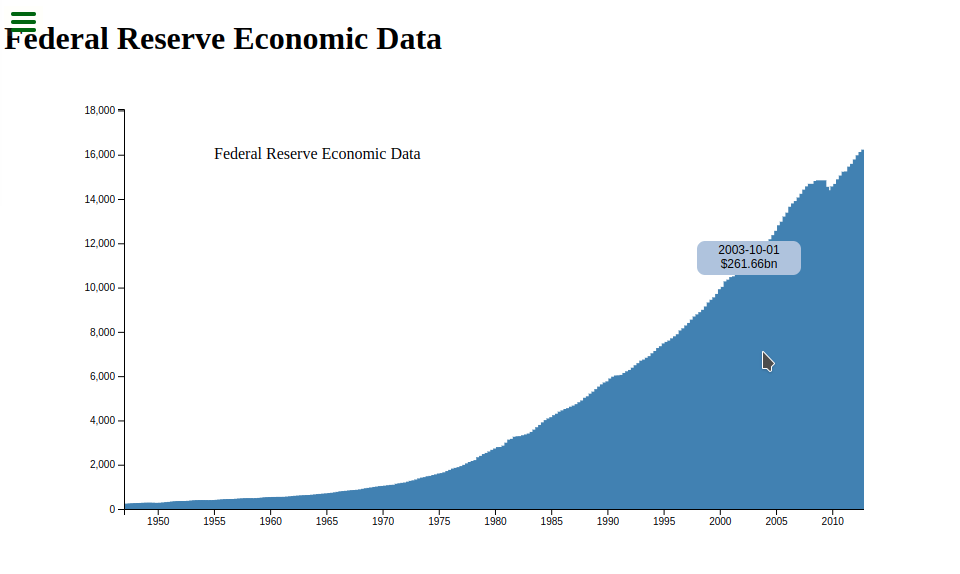 Federal Reserve Economic Data
18,000
16,000
Federal Reserve Economic Data
14,000
12,000
2003-10-01
$261.66bn
10,000
8,000
6,000
4,000
2,000
0
1950 1955 1960 1965 1970 1975 1980 1985 1990 1995 2000 2005 2010